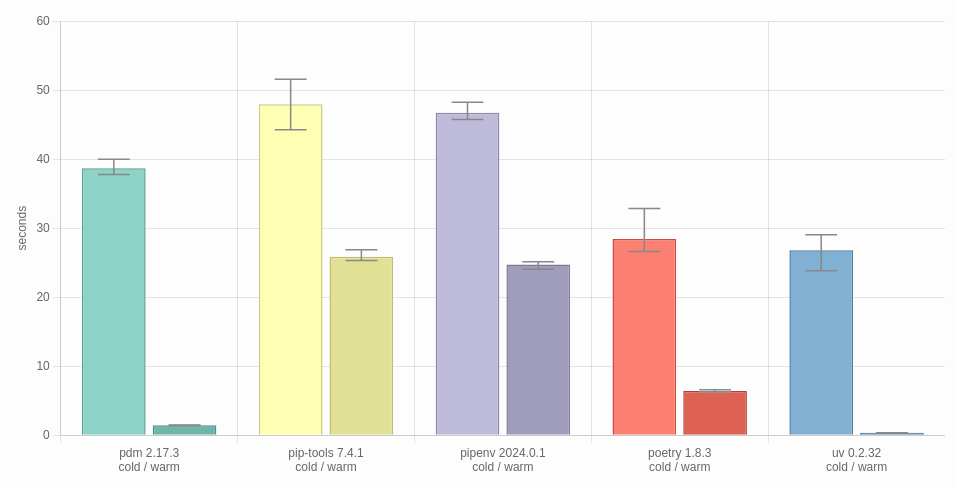 60
50
40
30
20
10
0
seconds
pdm 2.17.3
cold / warm
pip-tools 7.4.1
cold / warm
pipenv 2024.0.1
cold / warm
poetry 1.8.3
cold / warm
uv 0.2.32
cold / warm